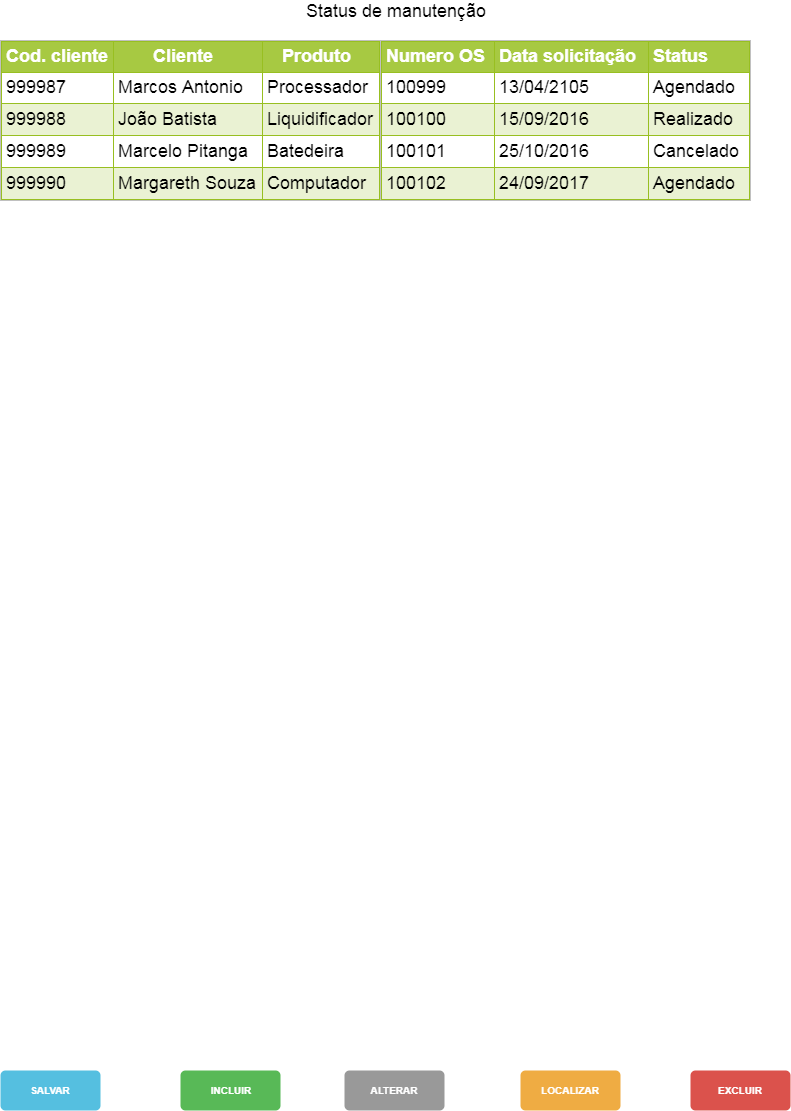 Status de manutenção
Cod. cliente Cliente Produto Numero OS Data solicitação Status
999987 Marcos Antonio Processador 100999 13/04/2105 Agendado
999988 João Batista Liquidificador 100100 15/09/2016 Realizado
999989 Marcelo Pitanga Batedeira 100101 25/10/2016 Cancelado
999990 Margareth Souza Computador 100102 24/09/2017 Agendado
SALVAR INCLUIR ALTERAR LOCALIZAR EXCLUIR